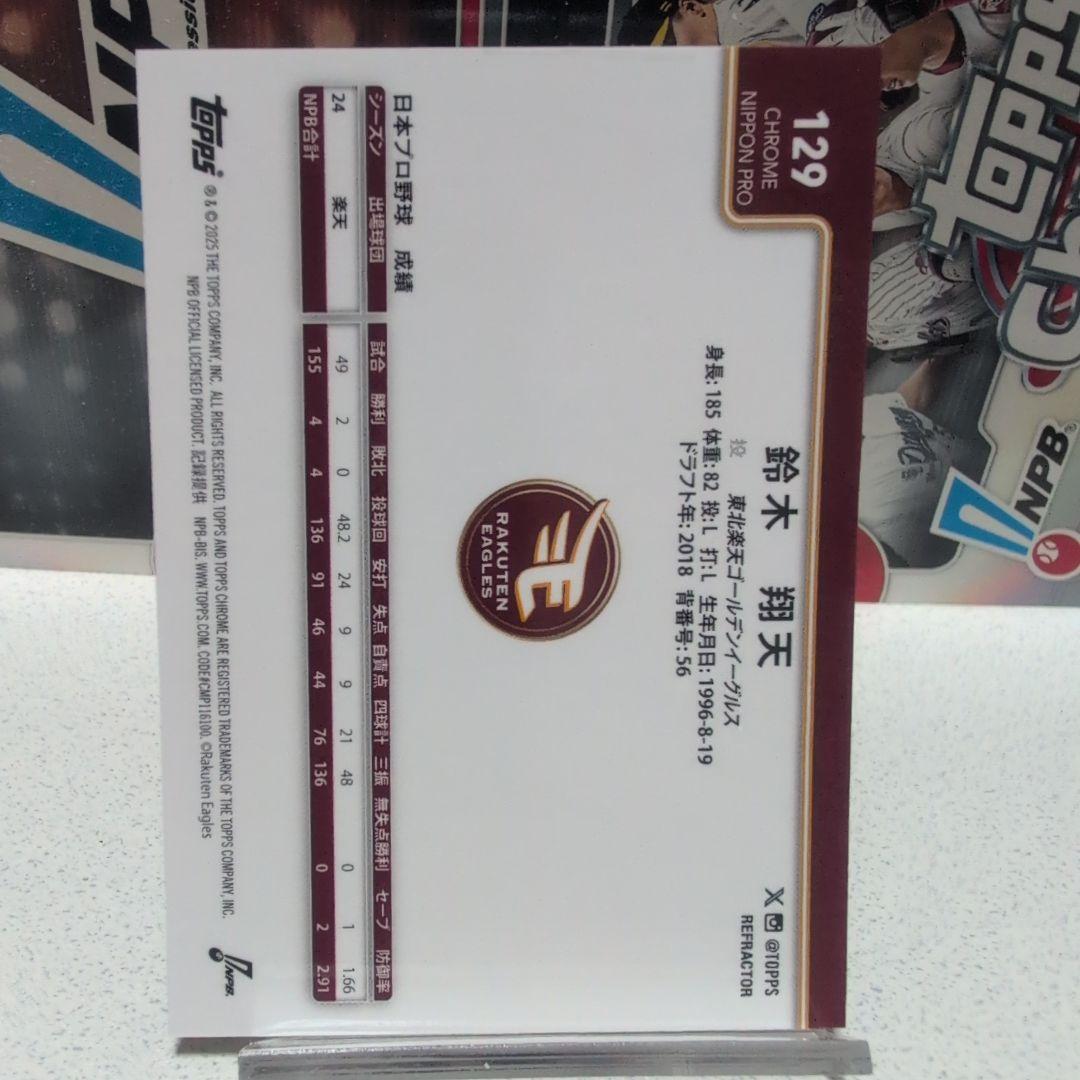 129
CHROME
NIPPON PRO
鈴木 翔天
投 東北楽天ゴールデンイーグルス
身長: 185 体重: 82 投: L 打: L 生年月日: 1996-8-19
ドラフト年: 2018 背番号: 56
@TOPPS
REFRACTOR
RAKUTEN
EAGLES
日本プロ野球 成績
シーズン 出場球団 試合 勝利 敗北 投球回 安打 失点 自責点 四球計 三振 無失点勝利 セーブ 防御率
24 楽天 49 2 0 48.2 24 9 9 21 48 0 1 1.66
NPB合計 155 4 4 136 91 46 44 76 136 0 2 2.91
topps
® & © 2025 THE TOPPS COMPANY, INC. ALL RIGHTS RESERVED. TOPPS AND TOPPS CHROME ARE REGISTERED TRADEMARKS OF THE TOPPS COMPANY, INC.
NPB OFFICIAL LICENSED PRODUCT. 記録提供 NPB-BIS. WWW.TOPPS.COM. CODE#CMP116100. ©Rakuten Eagles
NPB
Topps
NPB